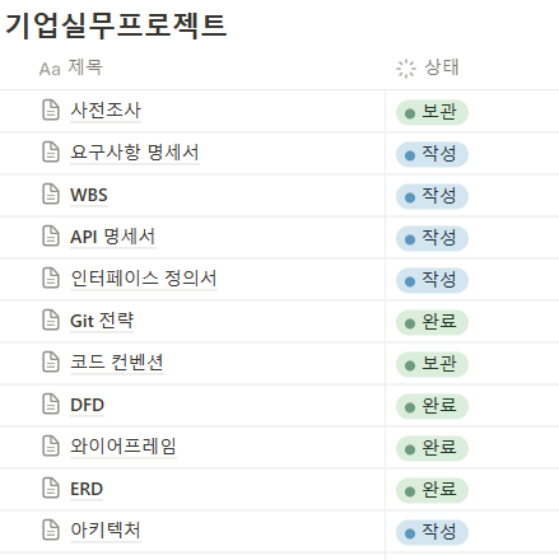 기업실무프로젝트
Aa 제목 상태
사전조사 보관
요구사항 명세서 작성
WBS 작성
API 명세서 작성
인터페이스 정의서 작성
Git 전략 완료
코드 컨벤션 보관
DFD 완료
와이어프레임 완료
ERD 완료
아키텍처 작성